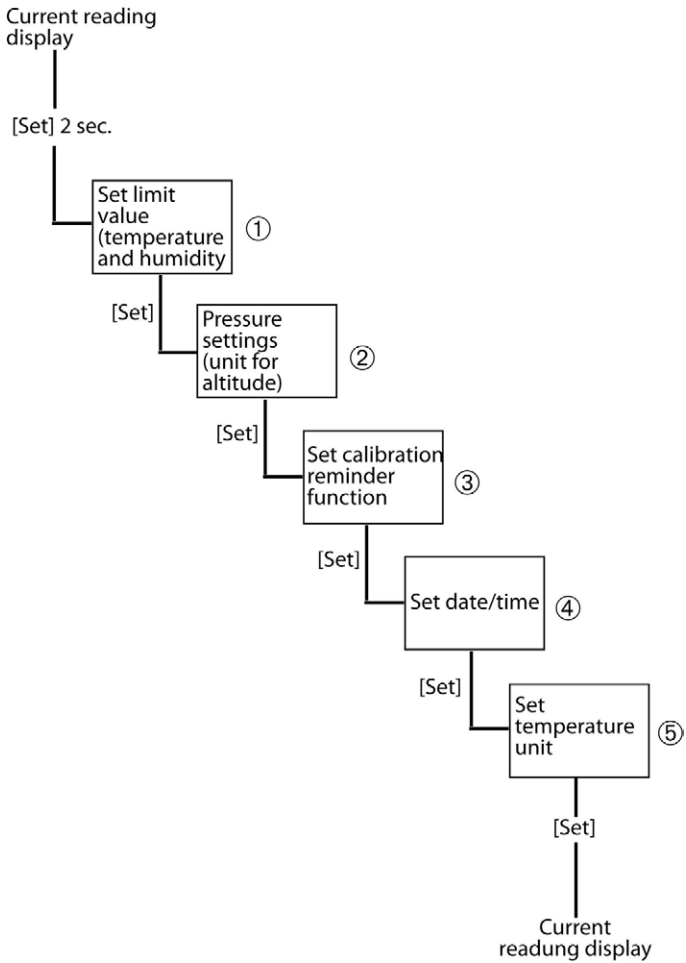 Current reading
display
[Set] 2 sec.
Set limit
value
(temperature
and humidity
①
[Set]
Pressure
settings
(unit for
altitude)
②
[Set]
Set calibration
reminder
function
③
[Set]
Set date/time
④
[Set]
Set
temperature
unit
⑤
[Set]
Current
readung display